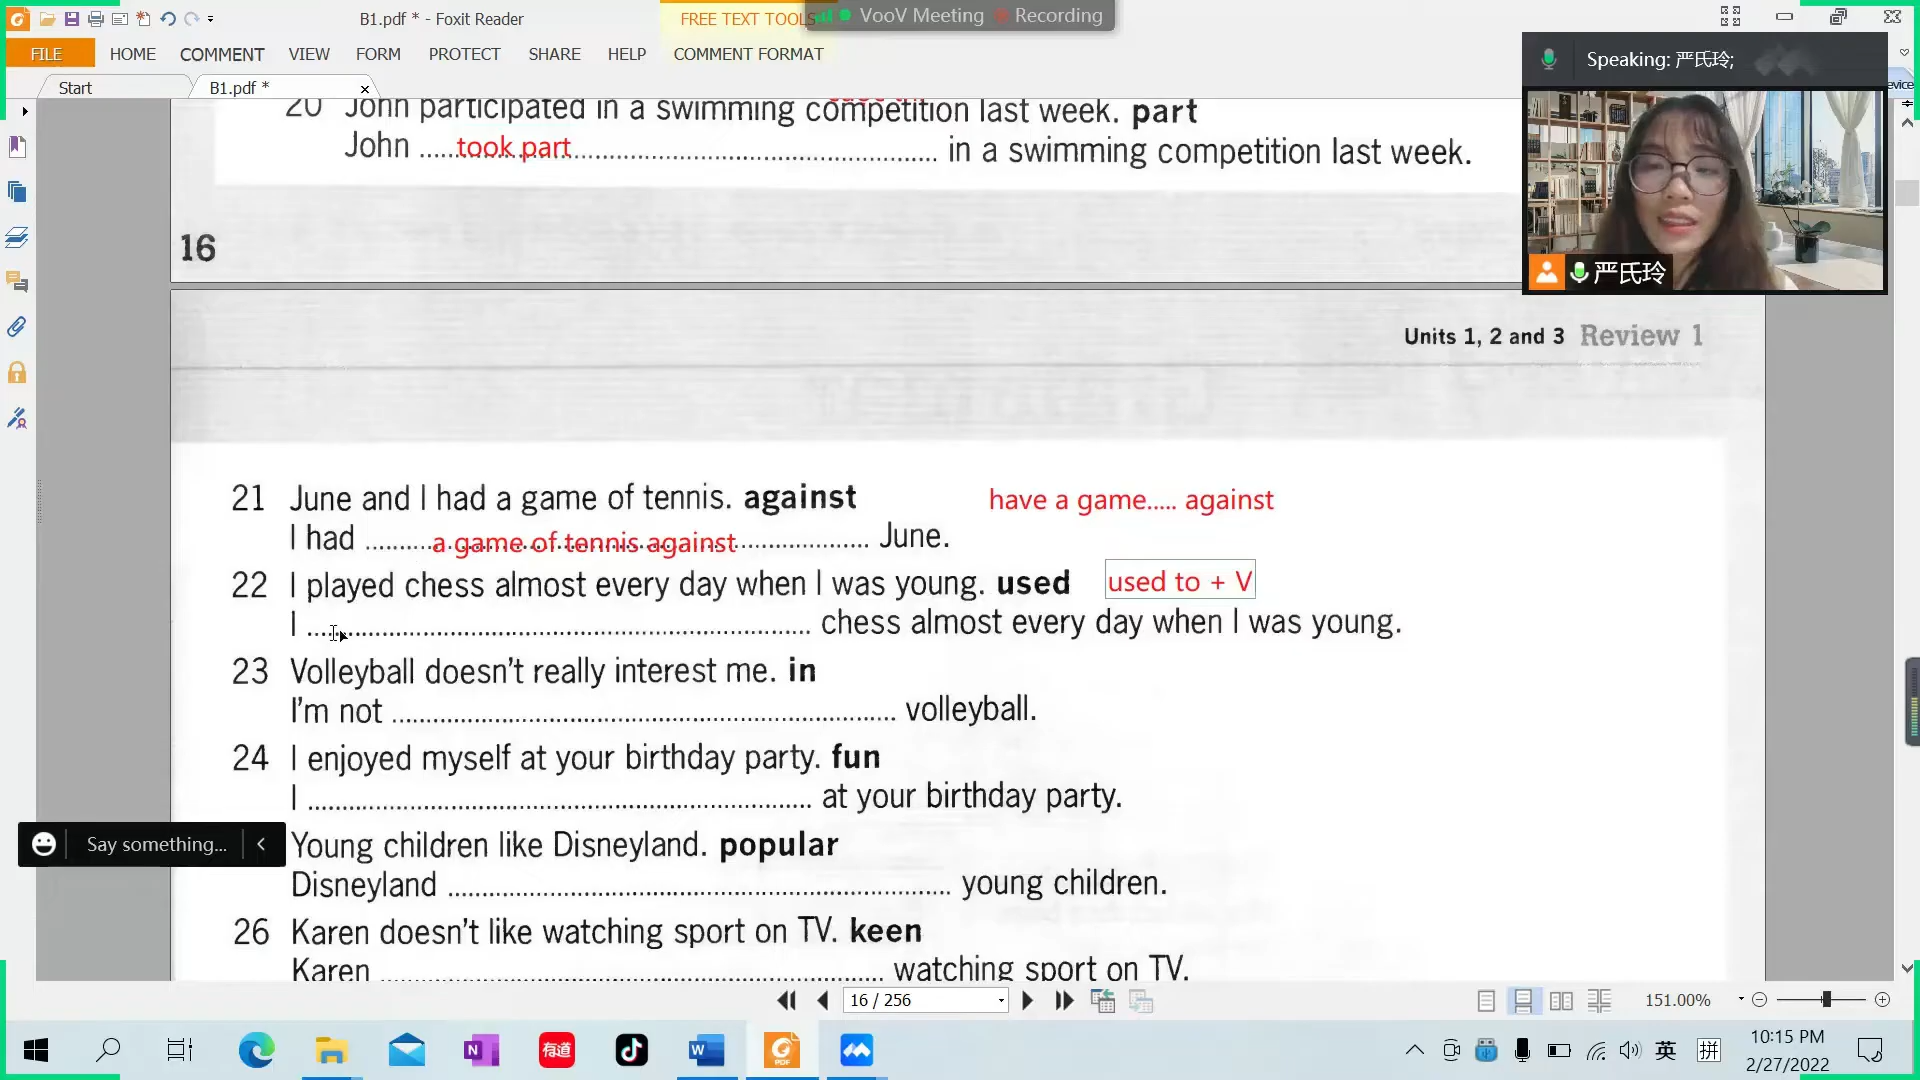 B1.pdf * - Foxit Reader
FREE TEXT TOOLS
VooV Meeting
Recording
FILE HOME COMMENT VIEW FORM PROTECT SHARE HELP COMMENT FORMAT
Speaking: 严氏玲;
Start
B1.pdf *
20 John participated in a swimming competition last week. part
John ..... took part ..... in a swimming competition last week.
严氏玲
16
Units 1, 2 and 3 Review 1
21 June and I had a game of tennis. against
have a game..... against
I had ..... a game of tennis against ..... June.
22 I played chess almost every day when I was young. used
used to + V
I ..... chess almost every day when I was young.
23 Volleyball doesn't really interest me. in
I'm not ..... volleyball.
24 I enjoyed myself at your birthday party. fun
I ..... at your birthday party.
Say something...
Young children like Disneyland. popular
Disneyland ..... young children.
26 Karen doesn't like watching sport on TV. keen
Karen ..... watching sport on TV.
16 / 256
151.00%
有道
英
拼
10:15 PM
2/27/2022